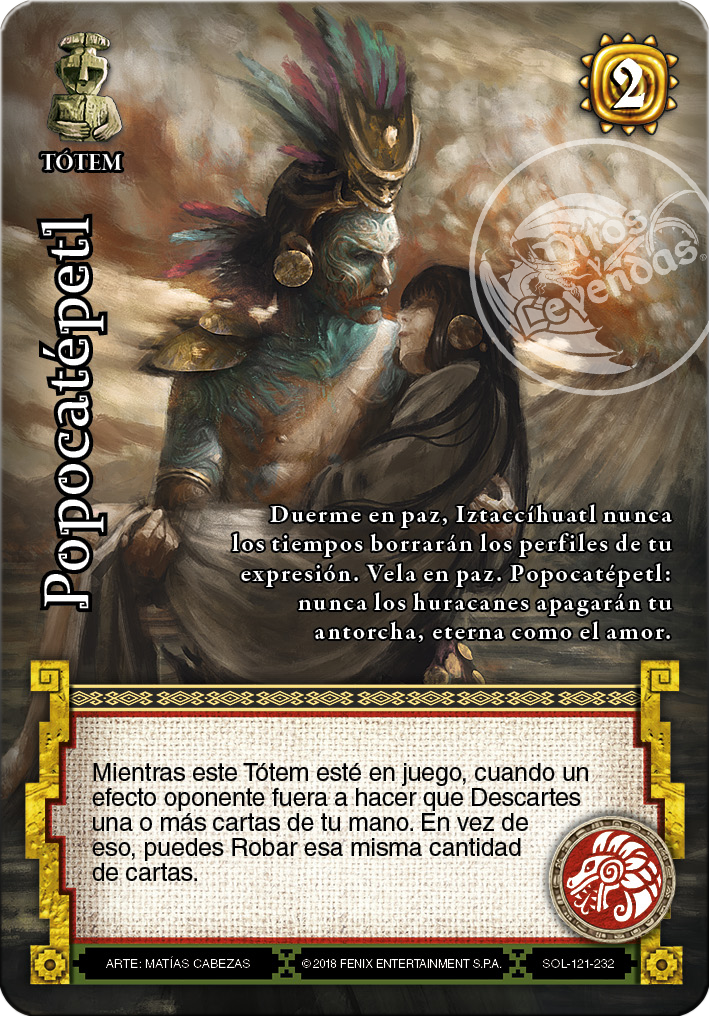 TÓTEM
2
Mitos
y
Leyendas
Popocatépetl
Duerme en paz, Iztaccíhuatl nunca
los tiempos borrarán los perfiles de tu
expresión. Vela en paz. Popocatépetl:
nunca los huracanes apagarán tu
antorcha, eterna como el amor.
Mientras este Tótem esté en juego, cuando un
efecto oponente fuera a hacer que Descartes
una o más cartas de tu mano. En vez de
eso, puedes Robar esa misma cantidad
de cartas.
ARTE: MATÍAS CABEZAS
©2018 FENIX ENTERTAINMENT S.P.A.
SOL-121-232